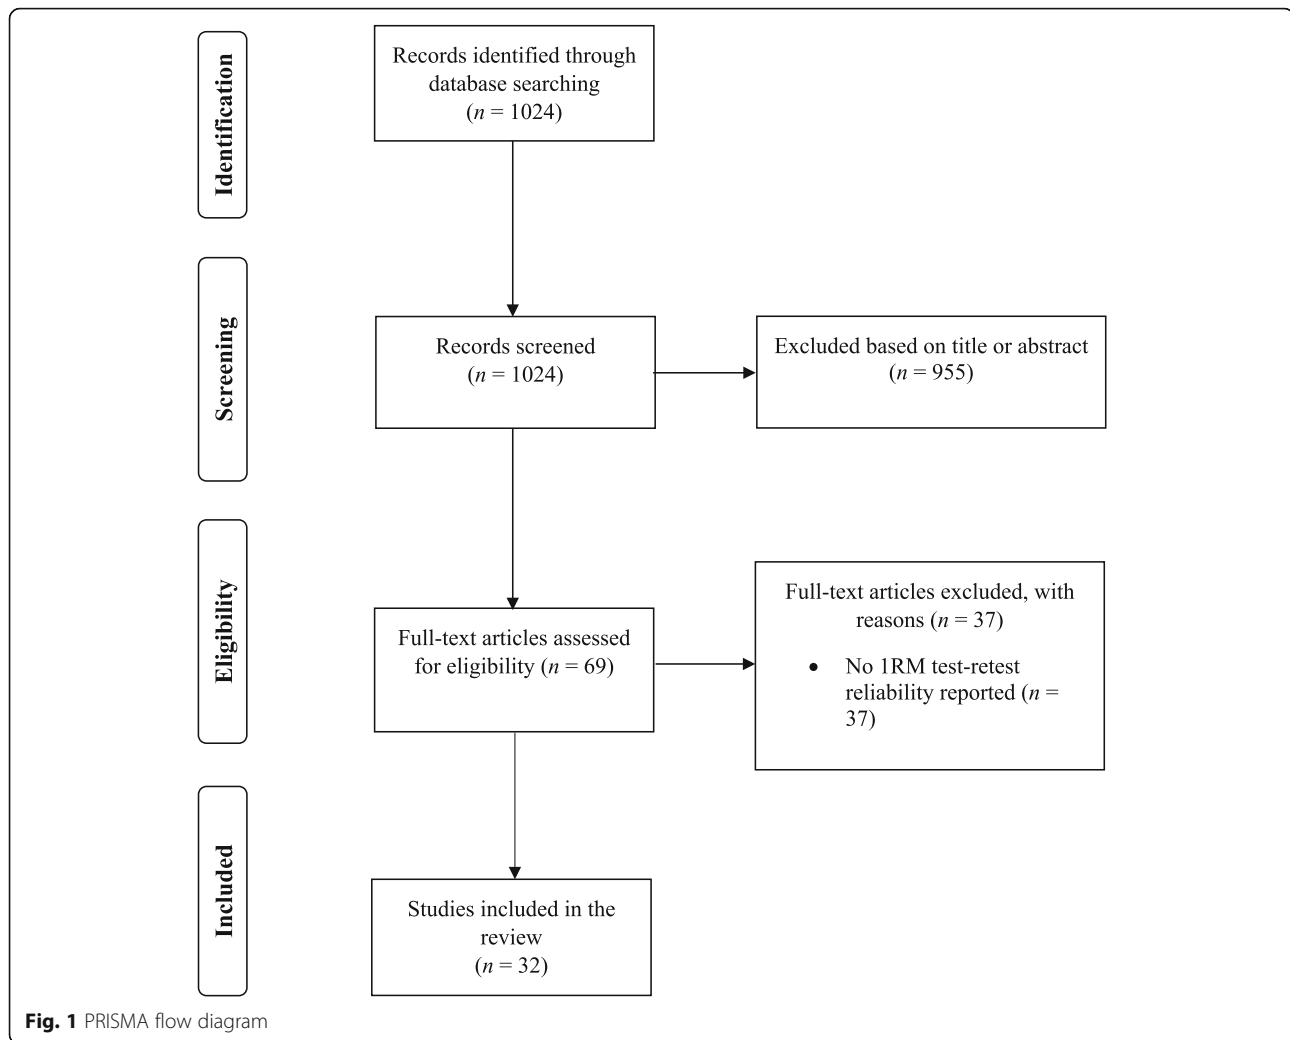 Identification
Records identified through
database searching
(n = 1024)
Screening
Records screened
(n = 1024)
Excluded based on title or abstract
(n = 955)
Eligibility
Full-text articles assessed
for eligibility (n = 69)
Full-text articles excluded, with
reasons (n = 37)
● No 1RM test-retest
reliability reported (n =
37)
Included
Studies included in the
review
(n = 32)
Fig. 1 PRISMA flow diagram